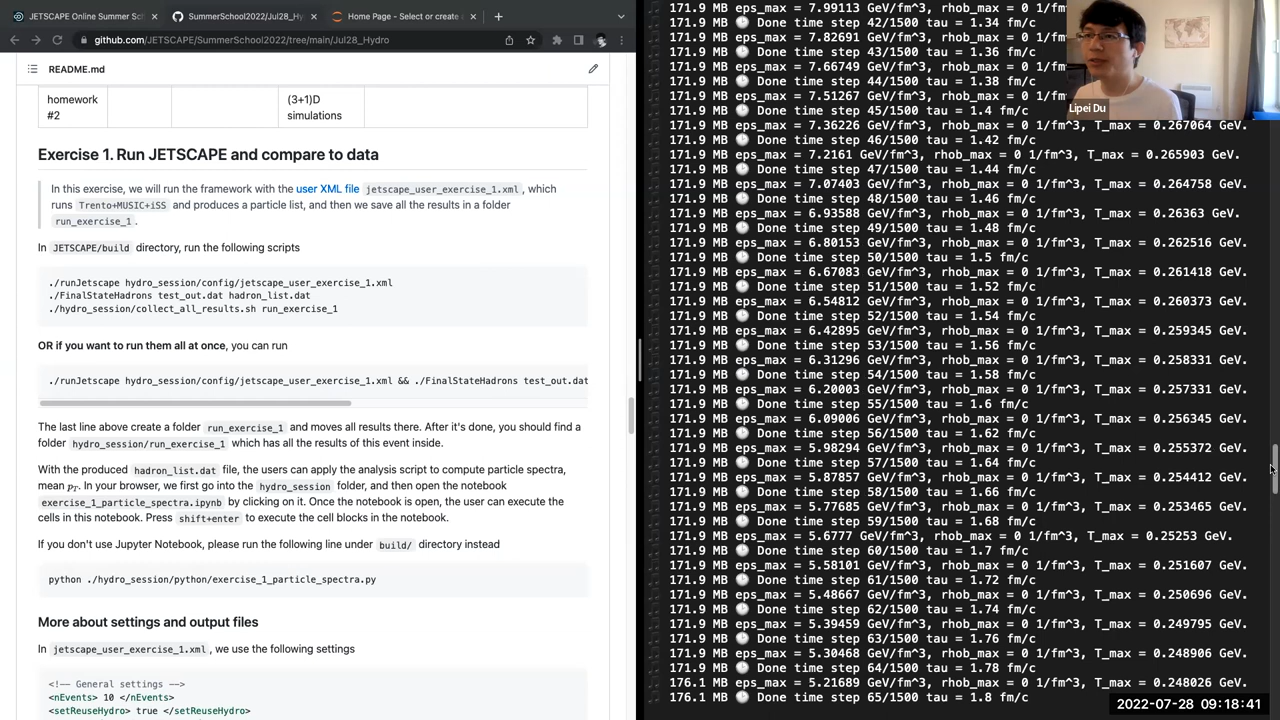 JETSCAPE Online Summer Sch
SummerSchool2022/Jul28_Hydro
Home Page - Select or create a
github.com/JETSCAPE/SummerSchool2022/tree/main/Jul28_Hydro
README.md
homework
#2
(3+1)D
simulations
Exercise 1. Run JETSCAPE and compare to data
In this exercise, we will run the framework with the user XML file jetscape_user_exercise_1.xml, which
runs Trento+MUSIC+iSS and produces a particle list, and then we save all the results in a folder
run_exercise_1.
In JETSCAPE/build directory, run the following scripts
./runJetscape hydro_session/config/jetscape_user_exercise_1.xml
./FinalStateHadrons test_out.dat hadron_list.dat
./hydro_session/collect_all_results.sh run_exercise_1
OR if you want to run them all at once, you can run
./runJetscape hydro_session/config/jetscape_user_exercise_1.xml && ./FinalStateHadrons test_out.dat
The last line above create a folder run_exercise_1 and moves all results there. After it's done, you should find a
folder hydro_session/run_exercise_1 which has all the results of this event inside.
With the produced hadron_list.dat file, the users can apply the analysis script to compute particle spectra,
mean pT. In your browser, we first go into the hydro_session folder, and then open the notebook
exercise_1_particle_spectra.ipynb by clicking on it. Once the notebook is open, the user can execute the
cells in this notebook. Press shift+enter to execute the cell blocks in the notebook.
If you don't use Jupyter Notebook, please run the following line under build/ directory instead
python ./hydro_session/python/exercise_1_particle_spectra.py
More about settings and output files
In jetscape_user_exercise_1.xml, we use the following settings
<!-- General settings -->
<nEvents> 10 </nEvents>
<setReuseHydro> true </setReuseHydro>
171.9 MB eps_max = 7.99113 GeV/fm^3, rhob_max = 0 1/fm
171.9 MB Done time step 42/1500 tau = 1.34 fm/c
171.9 MB eps_max = 7.82691 GeV/fm^3, rhob_max = 0 1/fm
171.9 MB Done time step 43/1500 tau = 1.36 fm/c
171.9 MB eps_max = 7.66749 GeV/fm^3, rhob_max = 0 1/fm
171.9 MB Done time step 44/1500 tau = 1.38 fm/c
171.9 MB eps_max = 7.51267 GeV/fm^3, rhob_max = 0 1/fm
171.9 MB Done time step 45/1500 tau = 1.4 fm/c
171.9 MB eps_max = 7.36226 GeV/fm^3, rhob_max = 0 1/fm^3, T_max = 0.267064 GeV.
171.9 MB Done time step 46/1500 tau = 1.42 fm/c
171.9 MB eps_max = 7.2161 GeV/fm^3, rhob_max = 0 1/fm^3, T_max = 0.265903 GeV.
171.9 MB Done time step 47/1500 tau = 1.44 fm/c
171.9 MB eps_max = 7.07403 GeV/fm^3, rhob_max = 0 1/fm^3, T_max = 0.264758 GeV.
171.9 MB Done time step 48/1500 tau = 1.46 fm/c
171.9 MB eps_max = 6.93588 GeV/fm^3, rhob_max = 0 1/fm^3, T_max = 0.26363 GeV.
171.9 MB Done time step 49/1500 tau = 1.48 fm/c
171.9 MB eps_max = 6.80153 GeV/fm^3, rhob_max = 0 1/fm^3, T_max = 0.262516 GeV.
171.9 MB Done time step 50/1500 tau = 1.5 fm/c
171.9 MB eps_max = 6.67083 GeV/fm^3, rhob_max = 0 1/fm^3, T_max = 0.261418 GeV.
171.9 MB Done time step 51/1500 tau = 1.52 fm/c
171.9 MB eps_max = 6.54812 GeV/fm^3, rhob_max = 0 1/fm^3, T_max = 0.260373 GeV.
171.9 MB Done time step 52/1500 tau = 1.54 fm/c
171.9 MB eps_max = 6.42895 GeV/fm^3, rhob_max = 0 1/fm^3, T_max = 0.259345 GeV.
171.9 MB Done time step 53/1500 tau = 1.56 fm/c
171.9 MB eps_max = 6.31296 GeV/fm^3, rhob_max = 0 1/fm^3, T_max = 0.258331 GeV.
171.9 MB Done time step 54/1500 tau = 1.58 fm/c
171.9 MB eps_max = 6.20003 GeV/fm^3, rhob_max = 0 1/fm^3, T_max = 0.257331 GeV.
171.9 MB Done time step 55/1500 tau = 1.6 fm/c
171.9 MB eps_max = 6.09006 GeV/fm^3, rhob_max = 0 1/fm^3, T_max = 0.256345 GeV.
171.9 MB Done time step 56/1500 tau = 1.62 fm/c
171.9 MB eps_max = 5.98294 GeV/fm^3, rhob_max = 0 1/fm^3, T_max = 0.255372 GeV.
171.9 MB Done time step 57/1500 tau = 1.64 fm/c
171.9 MB eps_max = 5.87857 GeV/fm^3, rhob_max = 0 1/fm^3, T_max = 0.254412 GeV.
171.9 MB Done time step 58/1500 tau = 1.66 fm/c
171.9 MB eps_max = 5.77685 GeV/fm^3, rhob_max = 0 1/fm^3, T_max = 0.253465 GeV.
171.9 MB Done time step 59/1500 tau = 1.68 fm/c
171.9 MB eps_max = 5.6777 GeV/fm^3, rhob_max = 0 1/fm^3, T_max = 0.25253 GeV.
171.9 MB Done time step 60/1500 tau = 1.7 fm/c
171.9 MB eps_max = 5.58101 GeV/fm^3, rhob_max = 0 1/fm^3, T_max = 0.251607 GeV.
171.9 MB Done time step 61/1500 tau = 1.72 fm/c
171.9 MB eps_max = 5.48667 GeV/fm^3, rhob_max = 0 1/fm^3, T_max = 0.250696 GeV.
171.9 MB Done time step 62/1500 tau = 1.74 fm/c
171.9 MB eps_max = 5.39459 GeV/fm^3, rhob_max = 0 1/fm^3, T_max = 0.249795 GeV.
171.9 MB Done time step 63/1500 tau = 1.76 fm/c
171.9 MB eps_max = 5.30468 GeV/fm^3, rhob_max = 0 1/fm^3, T_max = 0.248906 GeV.
171.9 MB Done time step 64/1500 tau = 1.78 fm/c
176.1 MB eps_max = 5.21689 GeV/fm^3, rhob_max = 0 1/fm^3, T_max = 0.248026 GeV.
176.1 MB Done time step 65/1500 tau = 1.8 fm/c
Lipei Du
2022-07-28 09:18:41